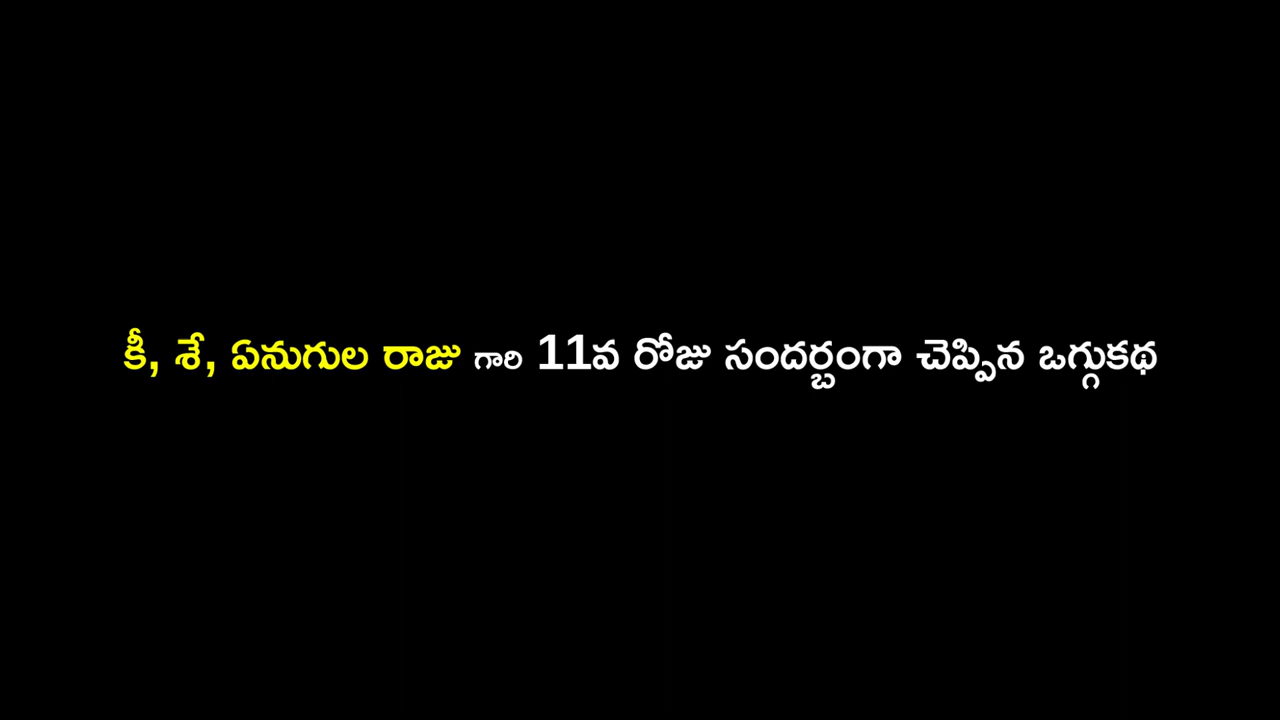 కీ, శే, ఏనుగుల రాజు గారి 11వ రోజు సందర్బంగా చెప్పిన ఒగ్గుకథ